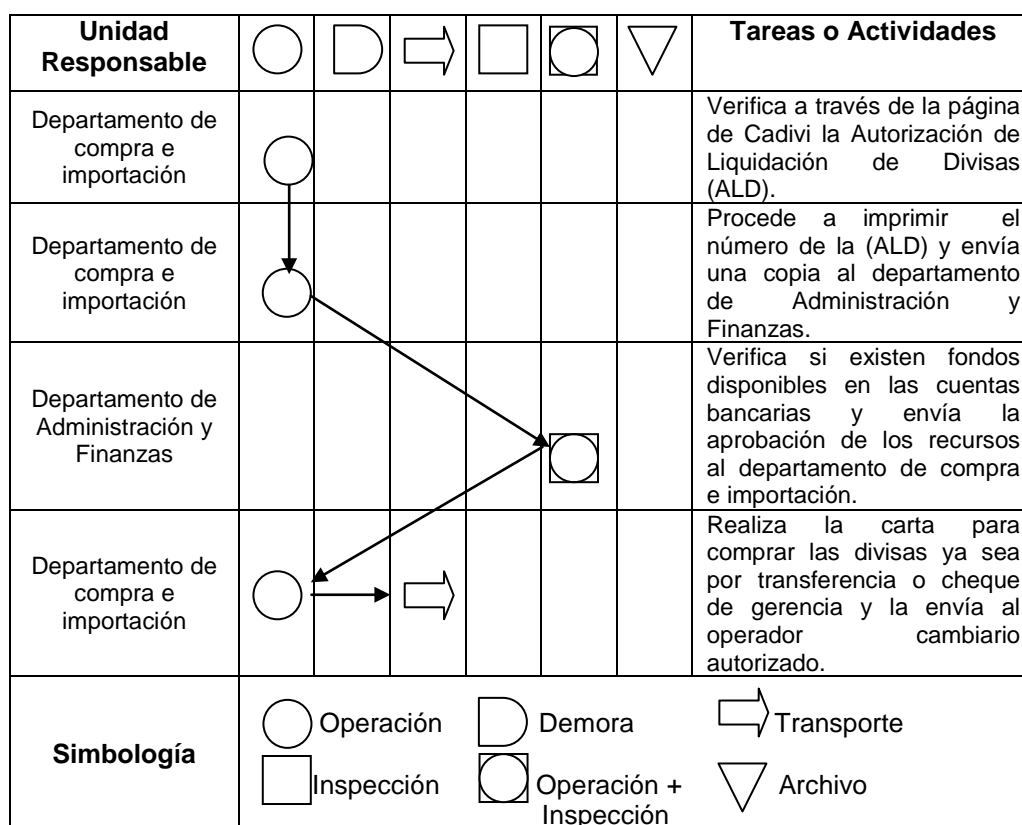 Unidad
Responsable
Tareas o Actividades
Departamento de
compra e
importación
Verifica a través de la página
de Cadivi la Autorización de
Liquidación de Divisas
(ALD).
Departamento de
compra e
importación
Procede a imprimir el
número de la (ALD) y envía
una copia al departamento
de Administración y
Finanzas.
Departamento de
Administración y
Finanzas
Verifica si existen fondos
disponibles en las cuentas
bancarias y envía la
aprobación de los recursos
al departamento de compra
e importación.
Departamento de
compra e
importación
Realiza la carta para
comprar las divisas ya sea
por transferencia o cheque
de gerencia y la envía al
operador cambiario
autorizado.
Simbología
Operación
Demora
Transporte
Inspección
Operación +
Inspección
Archivo